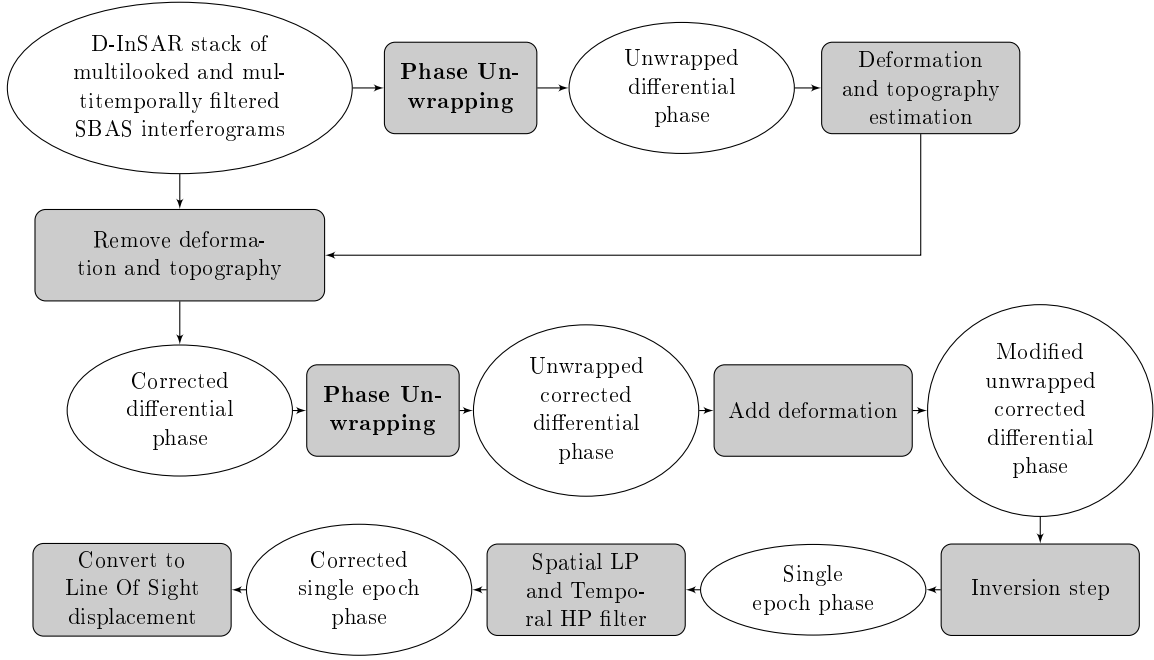 D-InSAR stack of
multilooked and mul-
titemporally filtered
SBAS interferograms
Phase Un-
wrapping
Unwrapped
differential
phase
Deformation
and topography
estimation
Remove deforma-
tion and topography
Corrected
differential
phase
Phase Un-
wrapping
Unwrapped
corrected
differential
phase
Add deformation
Modified
unwrapped
corrected
differential
phase
Inversion step
Single
epoch phase
Spatial LP
and Tempo-
ral HP filter
Corrected
single epoch
phase
Convert to
Line Of Sight
displacement